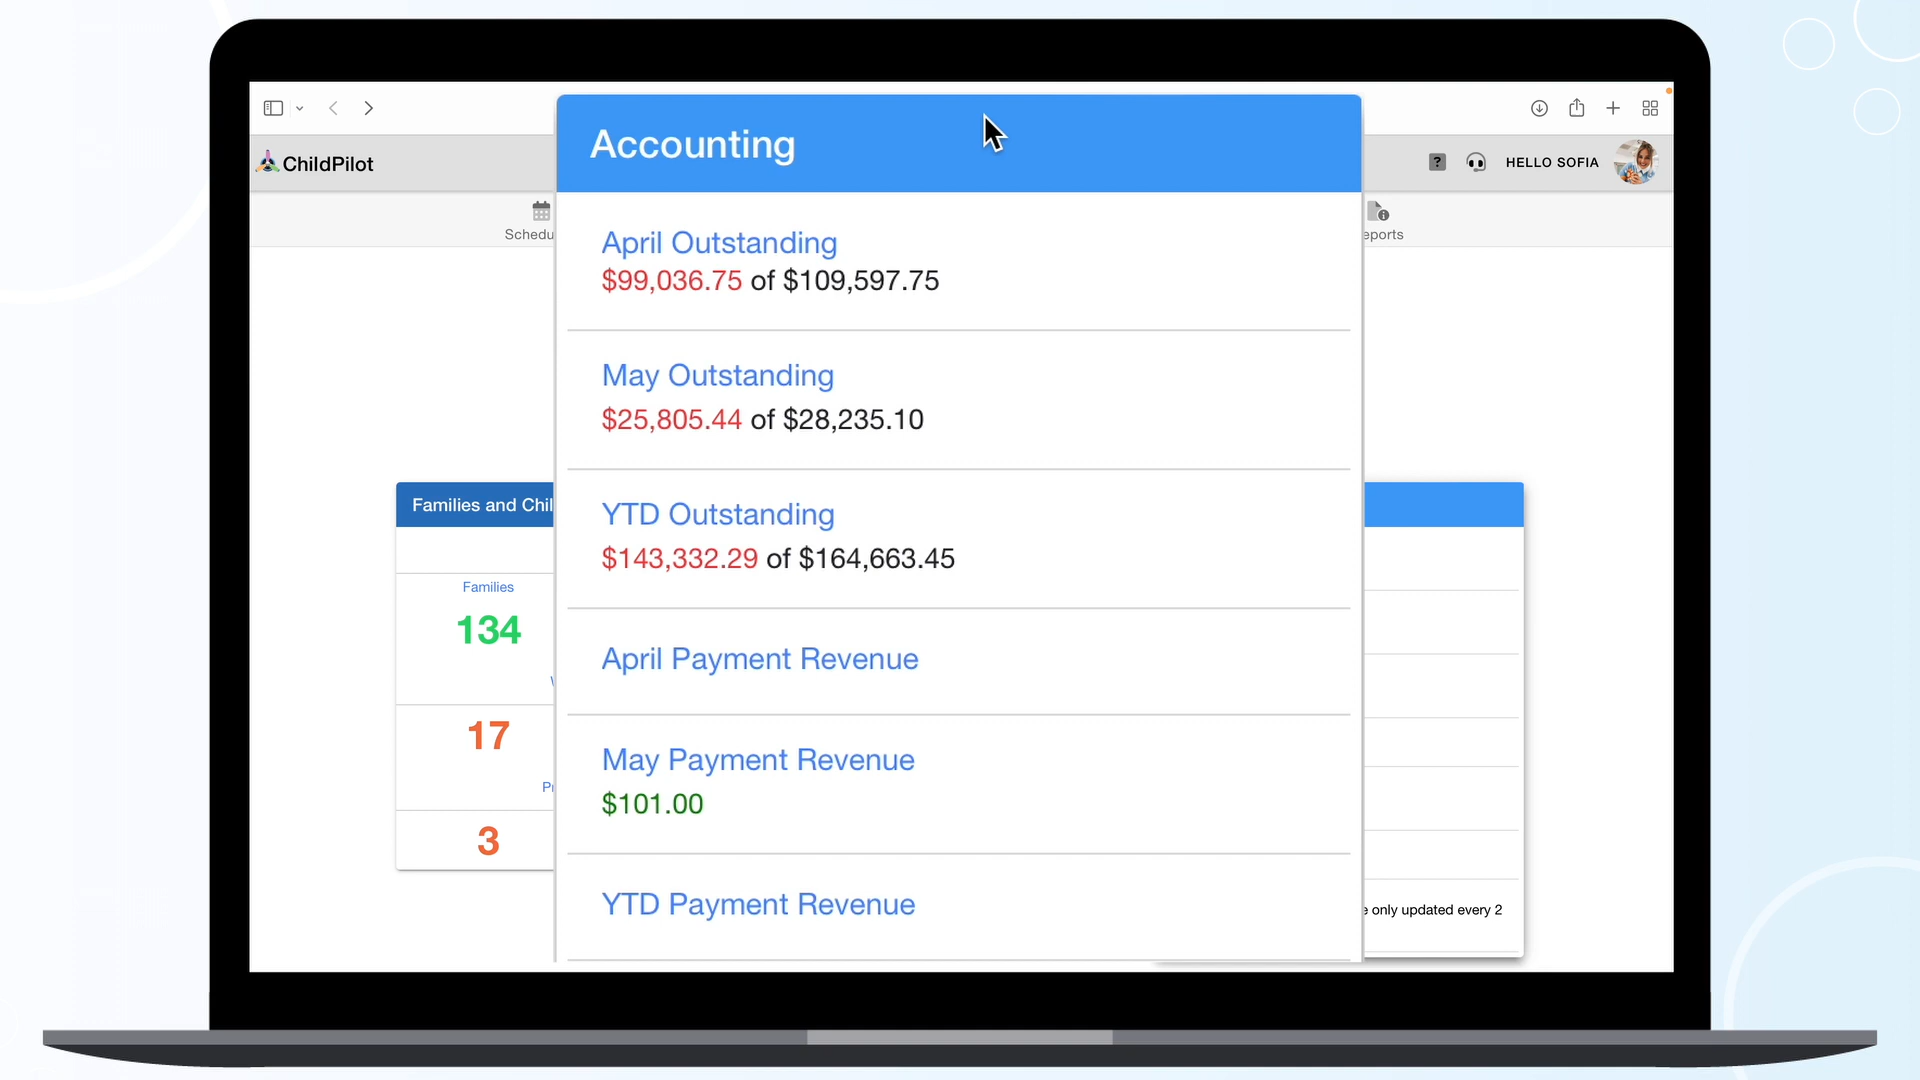 ChildPilot
?
HELLO SOFIA
Schedu
eports
Accounting
April Outstanding
$99,036.75 of $109,597.75
May Outstanding
$25,805.44 of $28,235.10
YTD Outstanding
$143,332.29 of $164,663.45
April Payment Revenue
May Payment Revenue
$101.00
YTD Payment Revenue
Families and Chil
Families
134
17
3
only updated every 2